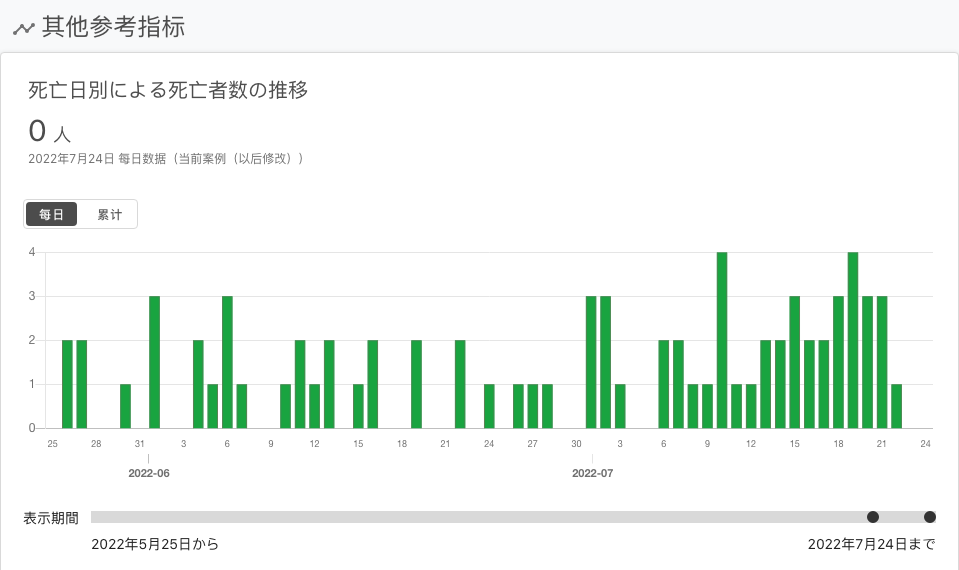 其他参考指标
死亡日別による死亡者数の推移
0 人
2022年7月24日 每日数据（当前案例（以后修改））
每日 累计
4
3
2
1
0
25 28 31 3 6 9 12 15 18 21 24 27 30 3 6 9 12 15 18 21 24
2022-06 2022-07
表示期間
2022年5月25日から 2022年7月24日まで